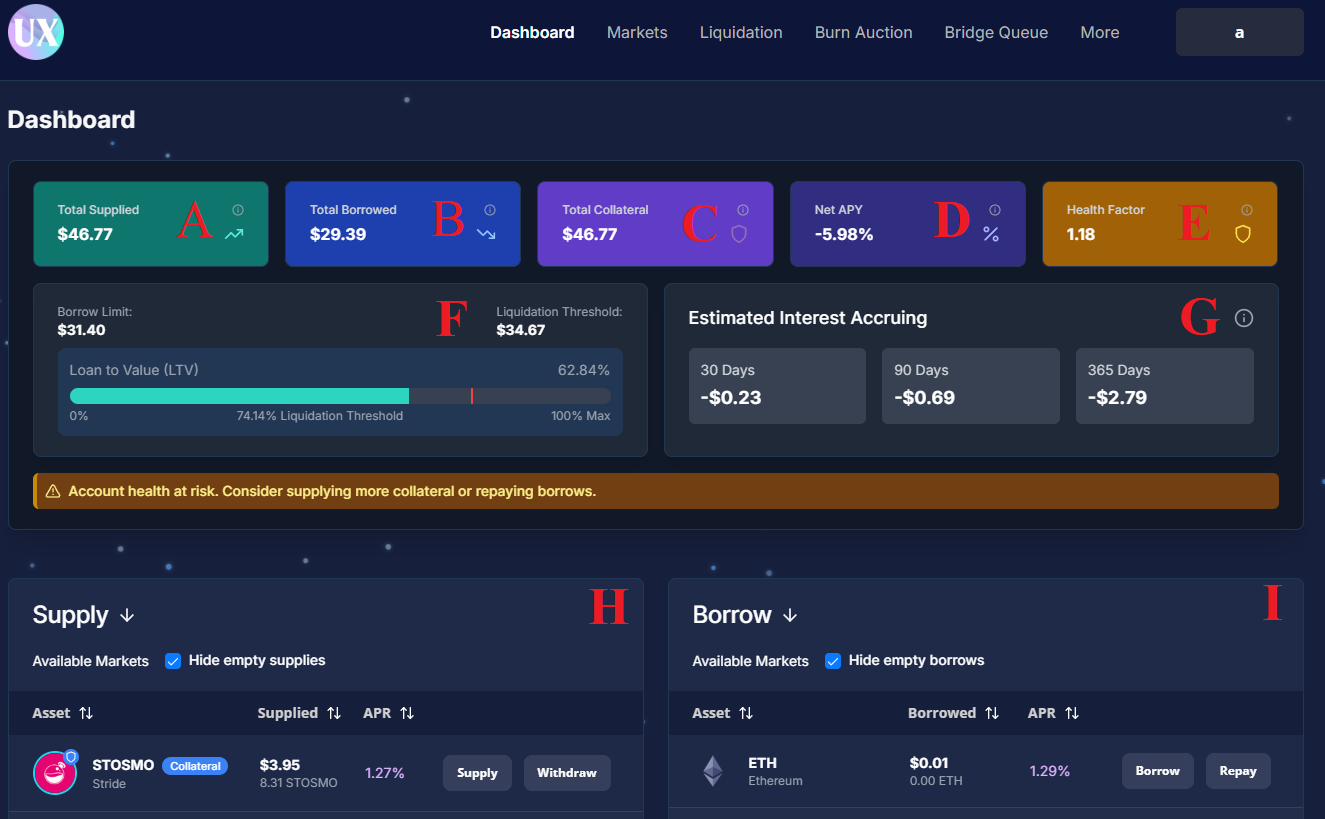 UX
Dashboard Markets Liquidation Burn Auction Bridge Queue More a
Dashboard
Total Supplied
$46.77
A
Total Borrowed
$29.39
B
Total Collateral
$46.77
C
Net APY
-5.98%
D
Health Factor
1.18
E
Borrow Limit:
$31.40
F
Liquidation Threshold:
$34.67
Loan to Value (LTV) 62.84%
0% 74.14% Liquidation Threshold 100% Max
Estimated Interest Accruing
G
30 Days
-$0.23
90 Days
-$0.69
365 Days
-$2.79
Account health at risk. Consider supplying more collateral or repaying borrows.
Supply
H
Available Markets Hide empty supplies
Asset Supplied APR
STOSMO Collateral
Stride
$3.95
8.31 STOSMO
1.27%
Supply Withdraw
Borrow
I
Available Markets Hide empty borrows
Asset Borrowed APR
ETH
Ethereum
$0.01
0.00 ETH
1.29%
Borrow Repay